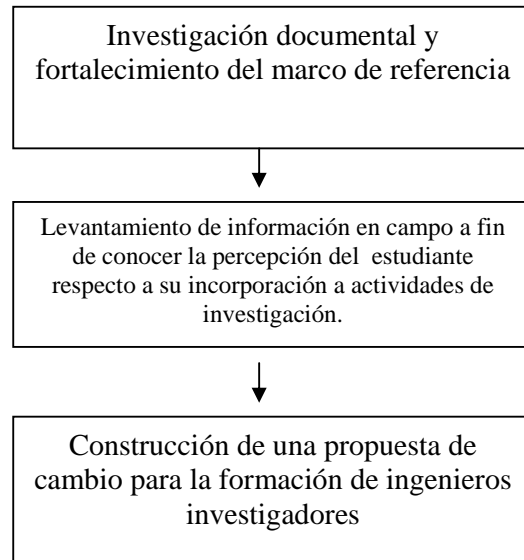 Investigación documental y
fortalecimiento del marco de referencia
Levantamiento de información en campo a fin
de conocer la percepción del estudiante
respecto a su incorporación a actividades de
investigación.
Construcción de una propuesta de
cambio para la formación de ingenieros
investigadores